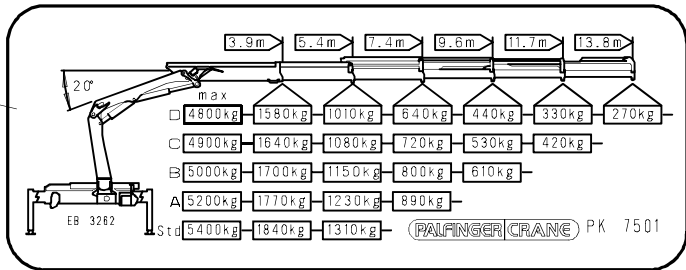 3.9m 5.4m 7.4m 9.6m 11.7m 13.8m
20°
max
D 4800kg 1580kg 1010kg 640kg 440kg 330kg 270kg
C 4900kg 1640kg 1080kg 720kg 530kg 420kg
B 5000kg 1700kg 1150kg 800kg 610kg
A 5200kg 1770kg 1230kg 890kg
Std 5400kg 1840kg 1310kg
EB 3262
PALFINGER CRANE PK 7501